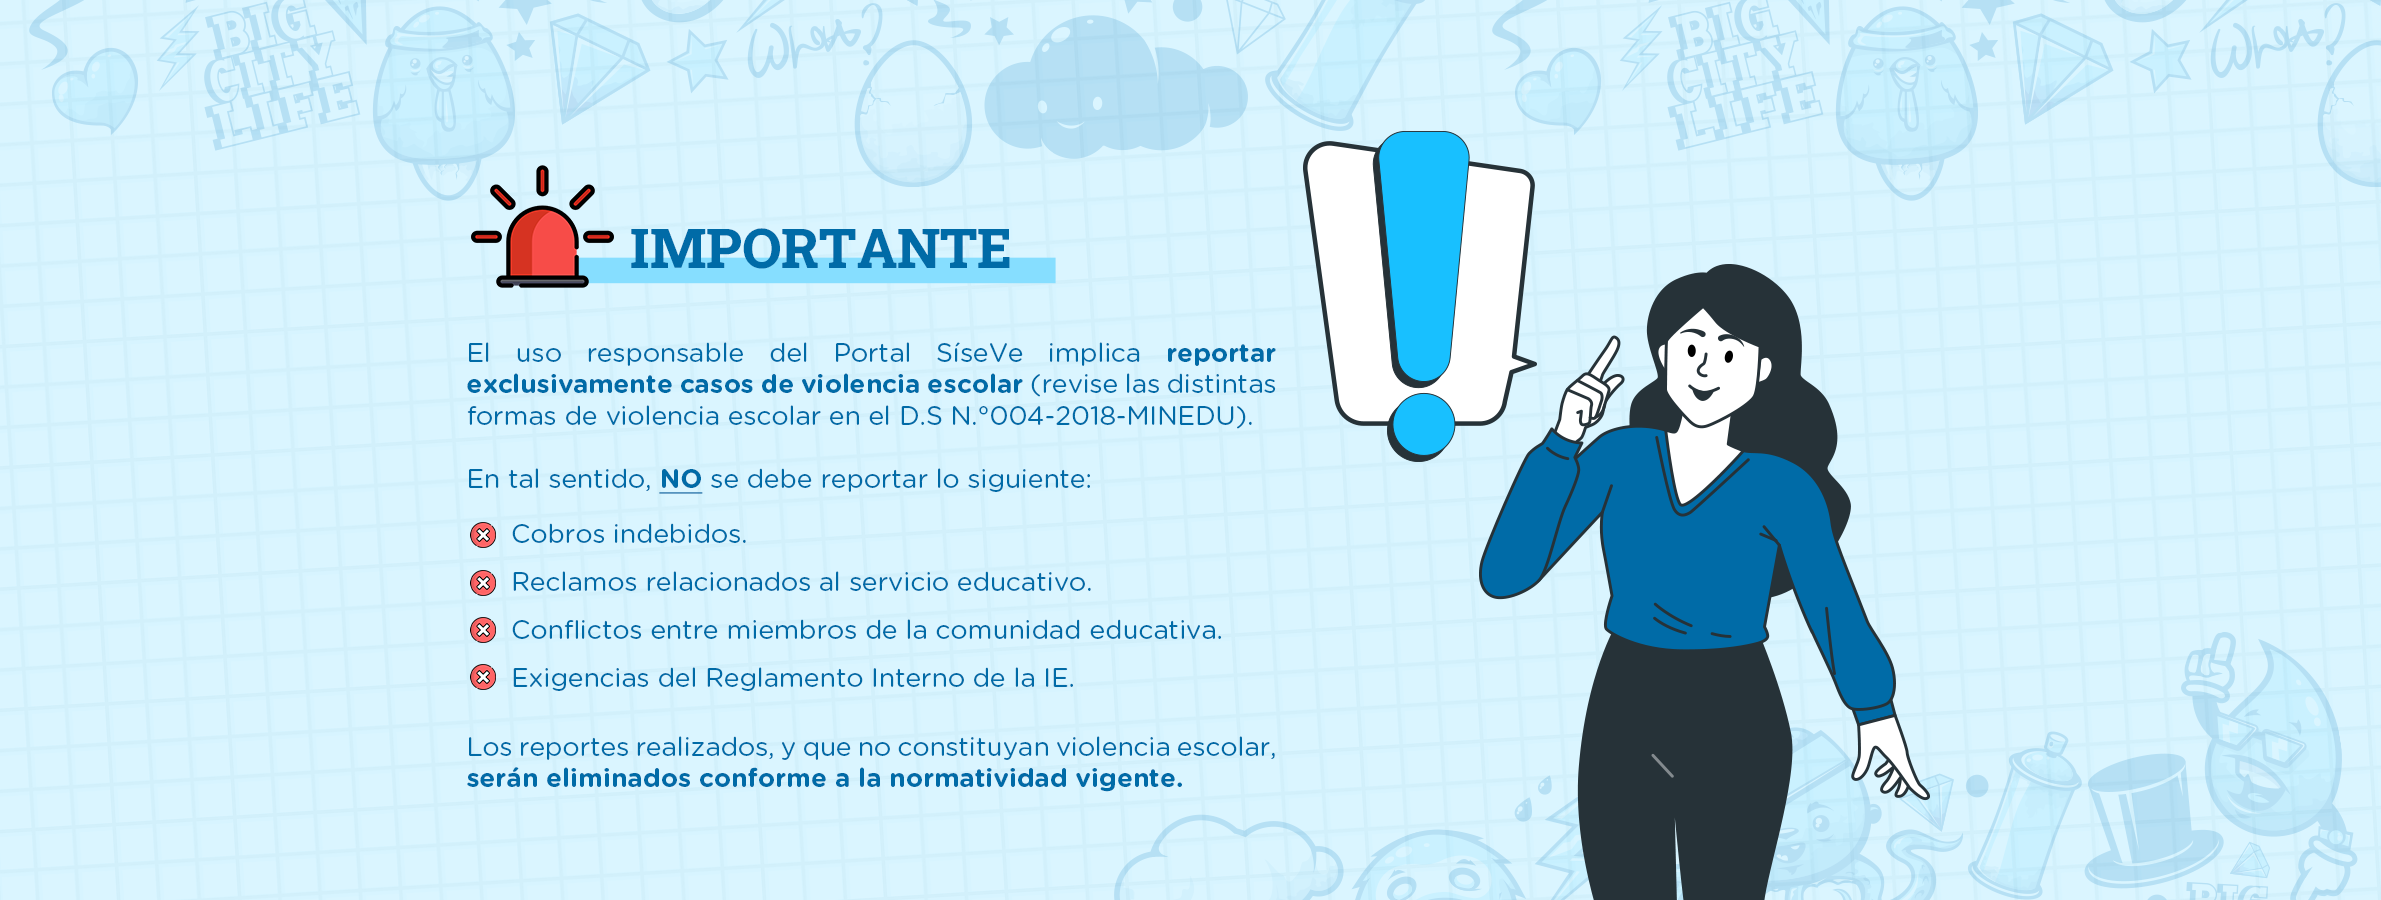 BIG
CITY
LIFE
Whos?
BIG
CITY
LIFE
Whos?
IMPORTANTE
El uso responsable del Portal SíseVe implica reportar
exclusivamente casos de violencia escolar (revise las distintas
formas de violencia escolar en el D.S N.°004-2018-MINEDU).
En tal sentido, NO se debe reportar lo siguiente:
Cobros indebidos.
Reclamos relacionados al servicio educativo.
Conflictos entre miembros de la comunidad educativa.
Exigencias del Reglamento Interno de la IE.
Los reportes realizados, y que no constituyan violencia escolar,
serán eliminados conforme a la normatividad vigente.
BIG